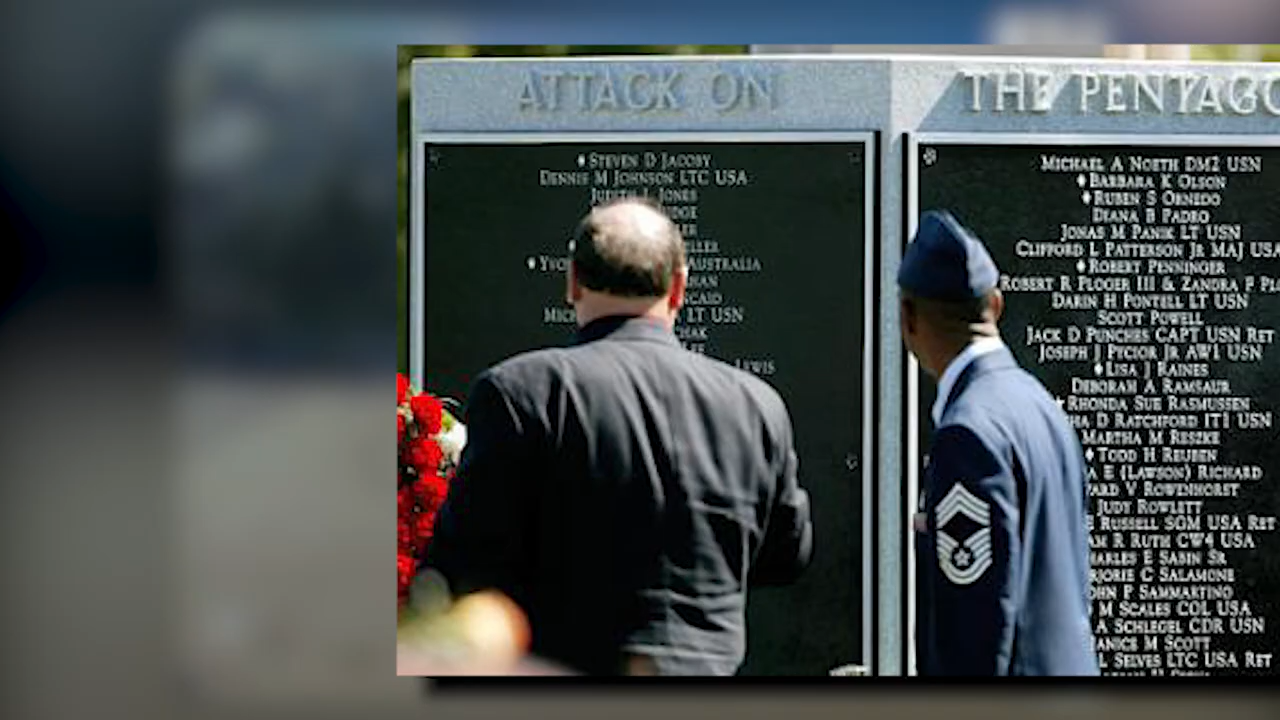 ATTACK ON
THE PENTAGO
STEVEN D JACOBY
DENNIS M JOHNSON LTC USA
JUDITH L JONES
AUSTRALIA
LT USN
LEWIS
MICHAEL A NOETH DM2 USN
BARBARA K OLSON
RUBEN S ORNEDO
DIANA B PADRO
JONAS M PANIK LT USN
CLIFFORD L PATTERSON JR MAJ USA
ROBERT PENNINGER
ROBERT R PLOGER III & ZANDRA F
DARIN H PONTELL LT USN
SCOTT POWELL
JACK D PUNCHES CAPT USN RET
JOSEPH J PYCIOR JR AW1 USN
LISA J RAINES
DEBORAH A RAMSAUR
RHONDA SUE RASMUSSEN
D RATCHFORD IT1 USN
MARTHA M RESZKE
TODD H REUBEN
E (LAWSON) RICHARD
V ROWENHORST
JUDY ROWLETT
RUSSELL SGM USA RET
R RUTH CW4 USA
CHARLES E SABIN SR
C SALAMONE
P SAMMARTINO
M SCALES COL USA
A SCHLEGEL CDR USN
JANICE M SCOTT
L SELVES LTC USA RET